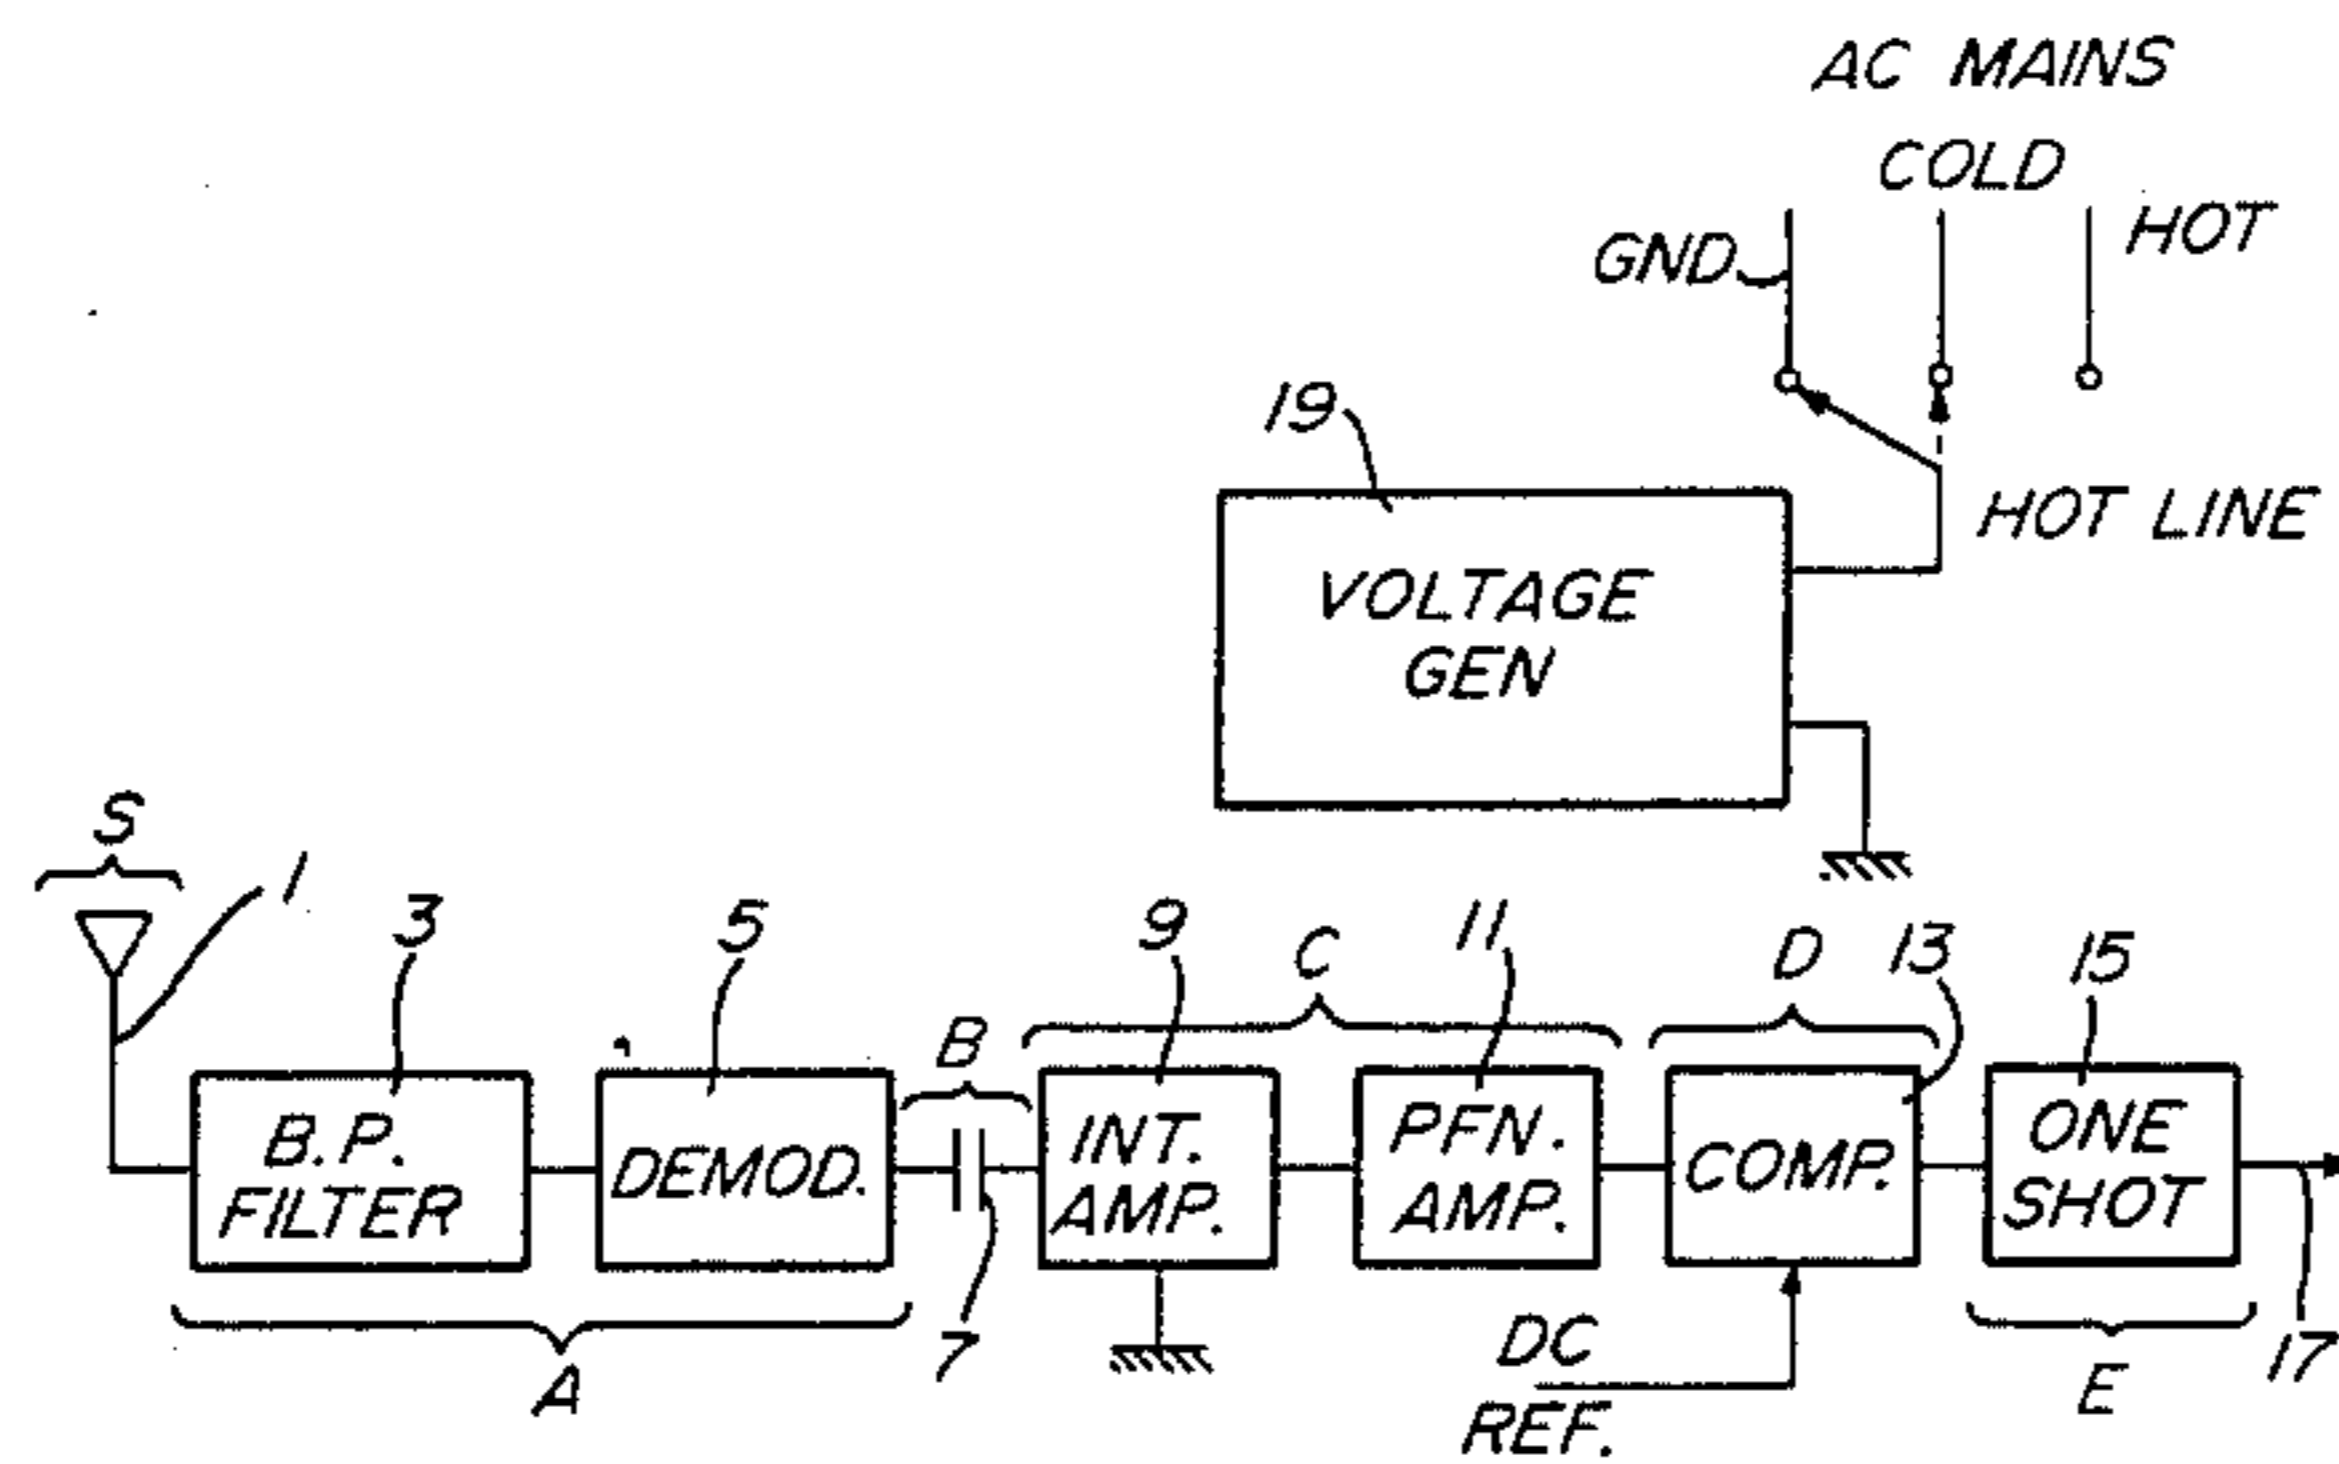 AC MAINS
COLD
HOT
GND
19
HOT LINE
VOLTAGE
GEN
S
1
3
5
9
C
11
D
13
15
B
B.P.
FILTER
DEMOD.
INT.
AMP.
PFN.
AMP.
COMP.
ONE
SHOT
A
7
DC
REF.
E
17